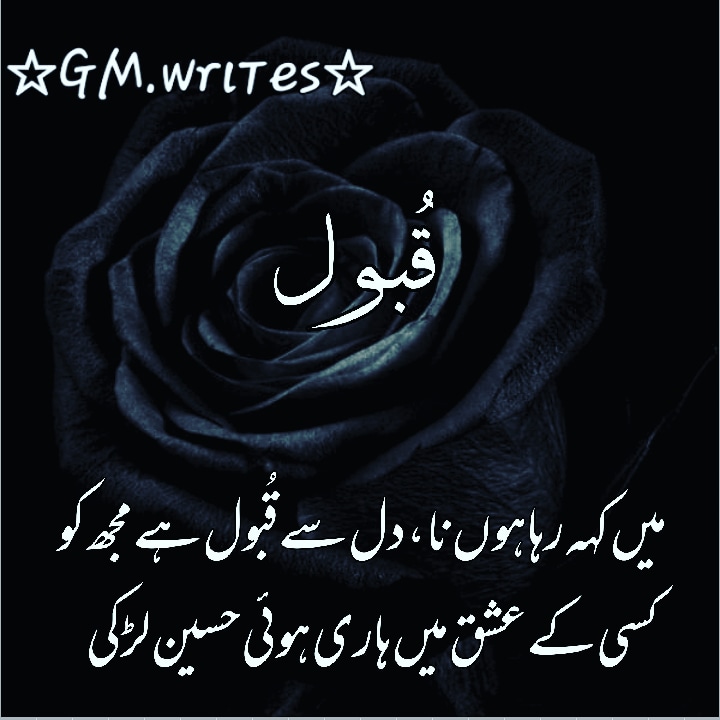 ☆GM.writes☆
قُبول
میں کہہ رہا ہوں نا، دل سے قُبول ہے مجھ کو
کسی کے عشق میں ہاری ہوئی حسین لڑکی